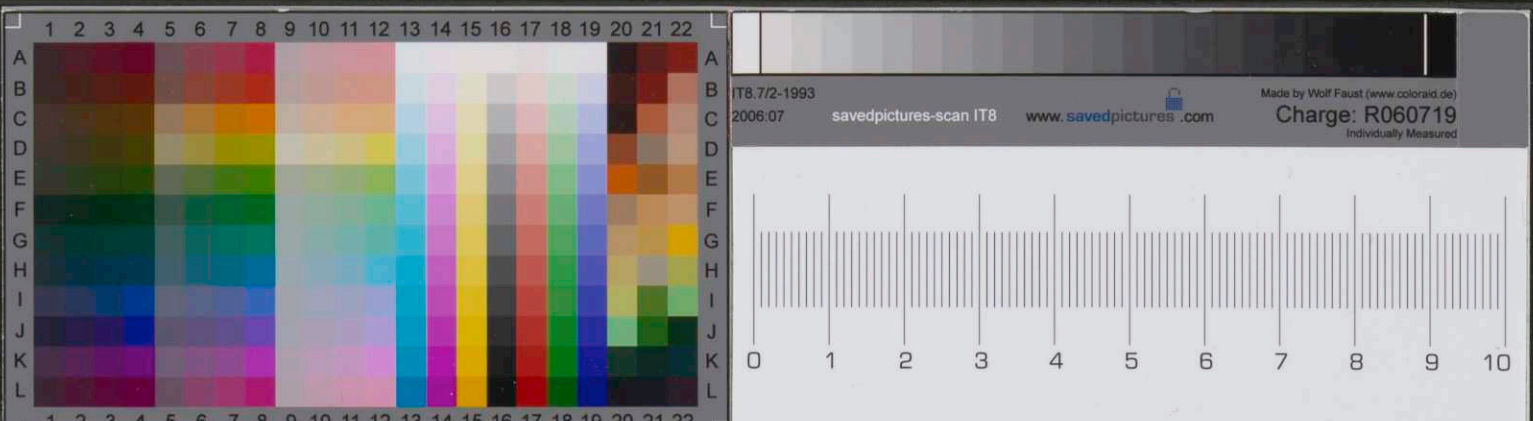 1 2 3 4 5 6 7 8 9 10 11 12 13 14 15 16 17 18 19 20 21 22
A A
B B
C C
D D
E E
F F
G G
H H
I I
J J
K K
L L
1 2 3 4 5 6 7 8 9 10 11 12 13 14 15 16 17 18 19 20 21 22
IT8.7/2-1993
2006:07
savedpictures-scan IT8
www.savedpictures.com
Made by Wolf Faust (www.coloraid.de)
Charge: R060719
Individually Measured
0 1 2 3 4 5 6 7 8 9 10